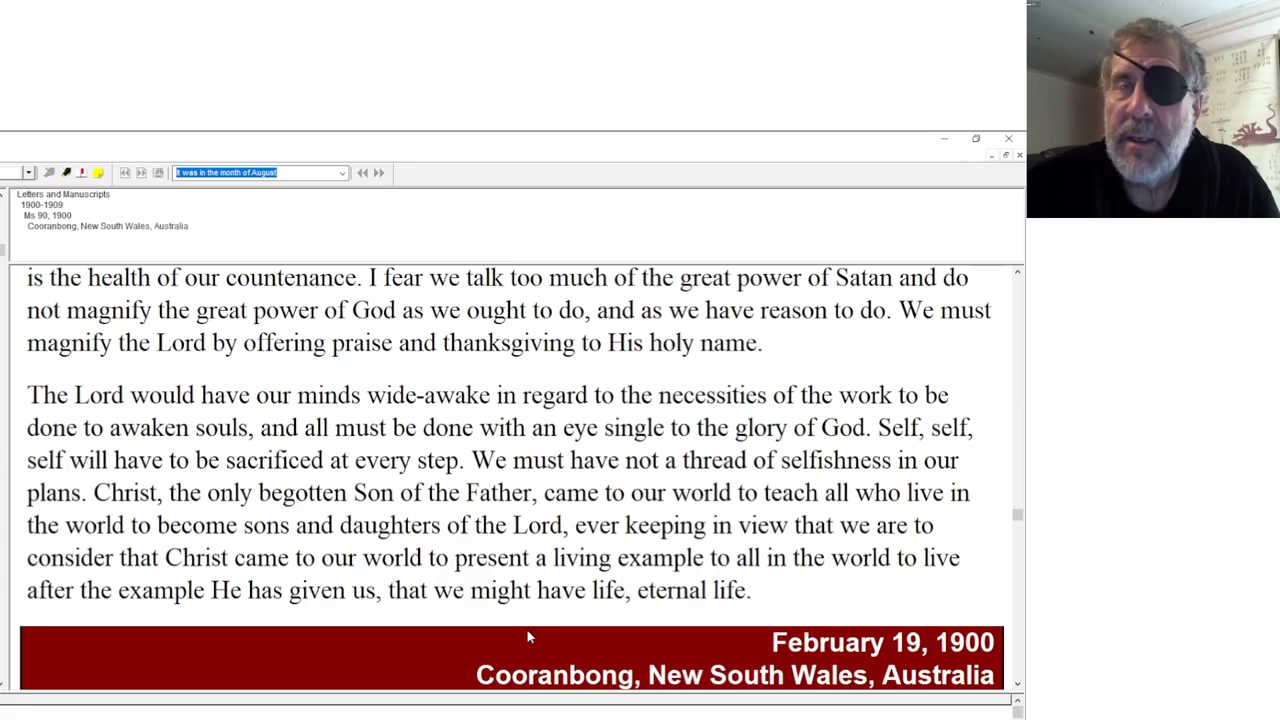 It was in the month of August
Letters and Manuscripts
1900-1909
Ms 90, 1900
Cooranbong, New South Wales, Australia
is the health of our countenance. I fear we talk too much of the great power of Satan and do
not magnify the great power of God as we ought to do, and as we have reason to do. We must
magnify the Lord by offering praise and thanksgiving to His holy name.
The Lord would have our minds wide-awake in regard to the necessities of the work to be
done to awaken souls, and all must be done with an eye single to the glory of God. Self, self,
self will have to be sacrificed at every step. We must have not a thread of selfishness in our
plans. Christ, the only begotten Son of the Father, came to our world to teach all who live in
the world to become sons and daughters of the Lord, ever keeping in view that we are to
consider that Christ came to our world to present a living example to all in the world to live
after the example He has given us, that we might have life, eternal life.
February 19, 1900
Cooranbong, New South Wales, Australia